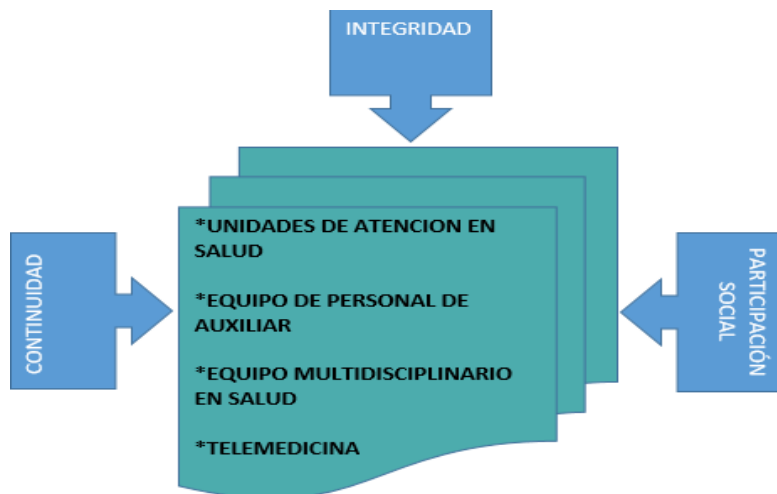 INTEGRIDAD
*UNIDADES DE ATENCION EN
SALUD
*EQUIPO DE PERSONAL DE
AUXILIAR
*EQUIPO MULTIDISCIPLINARIO
EN SALUD
*TELEMEDICINA
CONTINUIDAD
PARTICIPACIÓN
SOCIAL